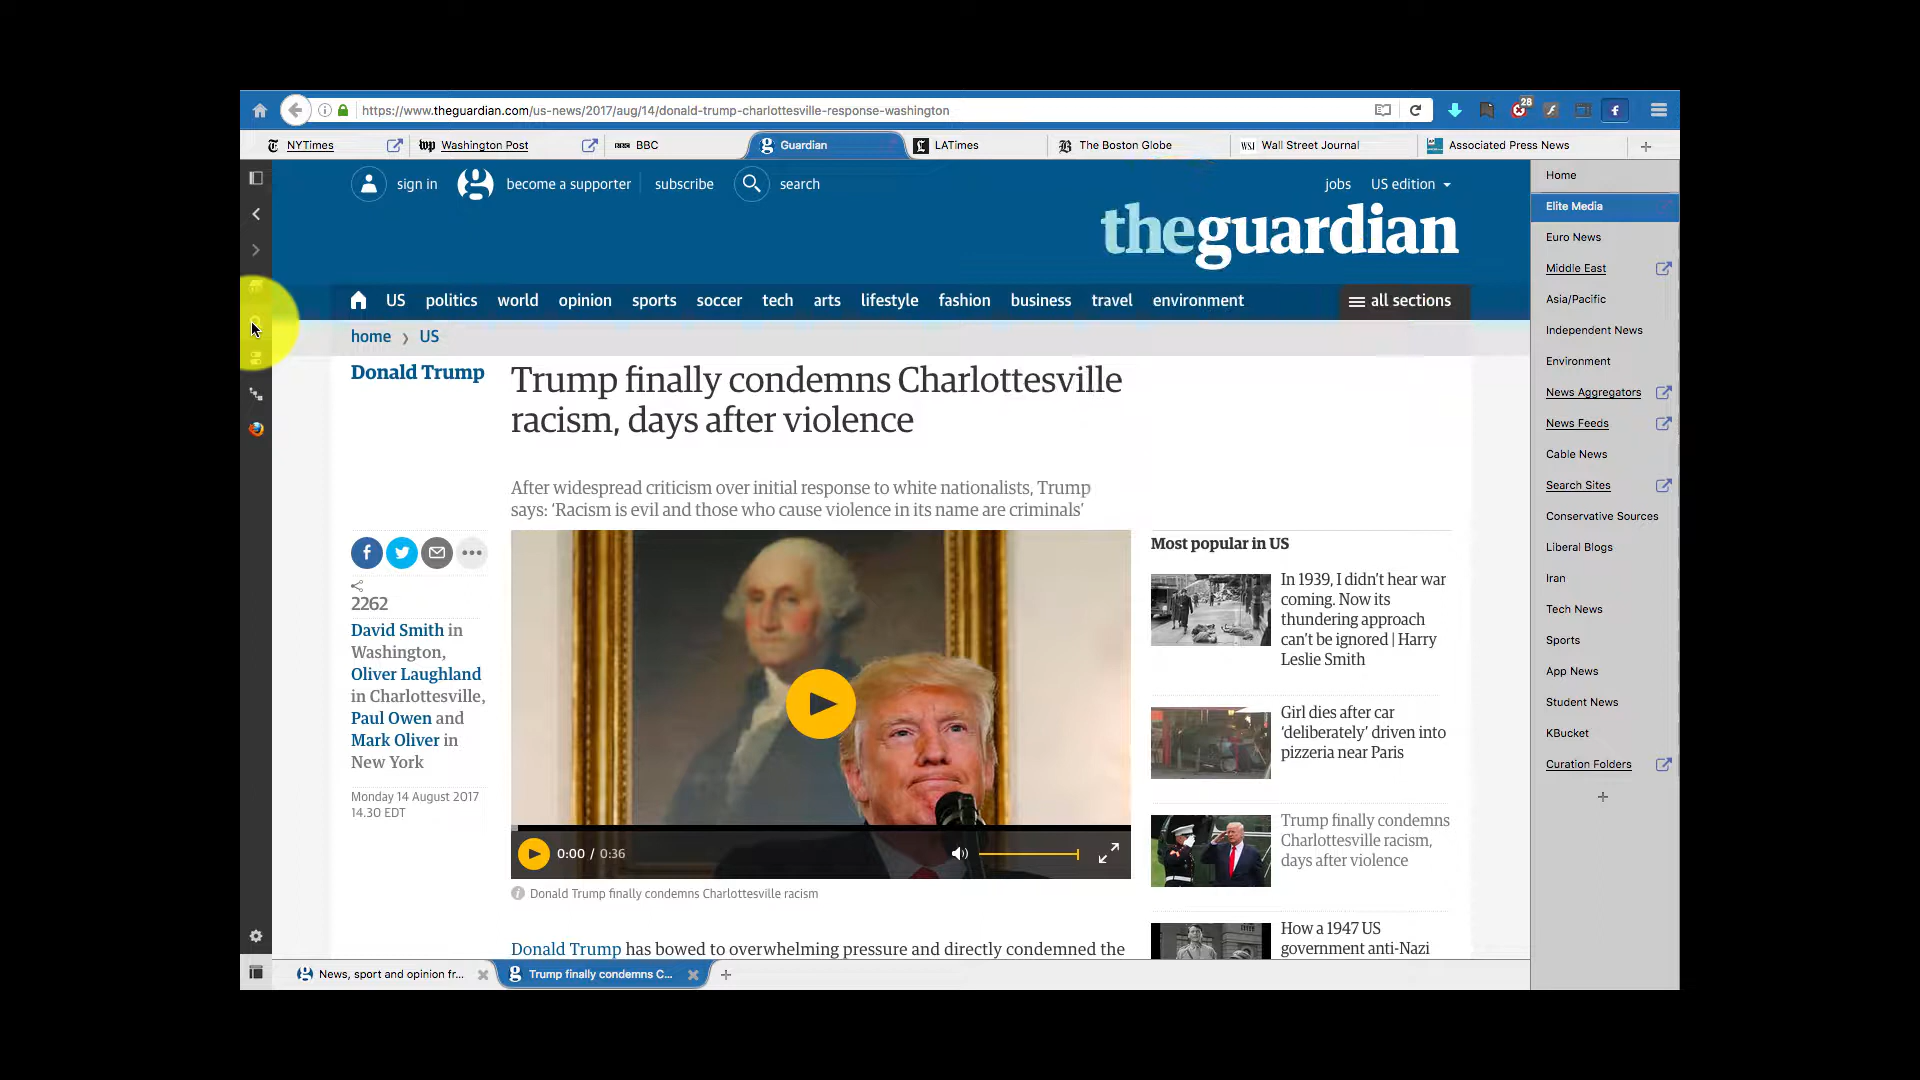 https://www.theguardian.com/us-news/2017/aug/14/donald-trump-charlottesville-response-washington
28
NYTimes
Washington Post
BBC
Guardian
LATimes
The Boston Globe
WSJ Wall Street Journal
Associated Press News
sign in
become a supporter
subscribe
search
jobs
US edition
theguardian
US politics world opinion sports soccer tech arts lifestyle fashion business travel environment
all sections
home
US
Donald Trump
Trump finally condemns Charlottesville
racism, days after violence
After widespread criticism over initial response to white nationalists, Trump
says: ‘Racism is evil and those who cause violence in its name are criminals’
2262
David Smith in
Washington,
Oliver Laughland
in Charlottesville,
Paul Owen and
Mark Oliver in
New York
Monday 14 August 2017
14.30 EDT
0:00 / 0:36
Donald Trump finally condemns Charlottesville racism
Donald Trump has bowed to overwhelming pressure and directly condemned the
Most popular in US
In 1939, I didn’t hear war
coming. Now its
thundering approach
can’t be ignored | Harry
Leslie Smith
Girl dies after car
‘deliberately’ driven into
pizzeria near Paris
Trump finally condemns
Charlottesville racism,
days after violence
How a 1947 US
government anti-Nazi
Home
Elite Media
Euro News
Middle East
Asia/Pacific
Independent News
Environment
News Aggregators
News Feeds
Cable News
Search Sites
Conservative Sources
Liberal Blogs
Iran
Tech News
Sports
App News
Student News
KBucket
Curation Folders
News, sport and opinion fr...
Trump finally condemns C...